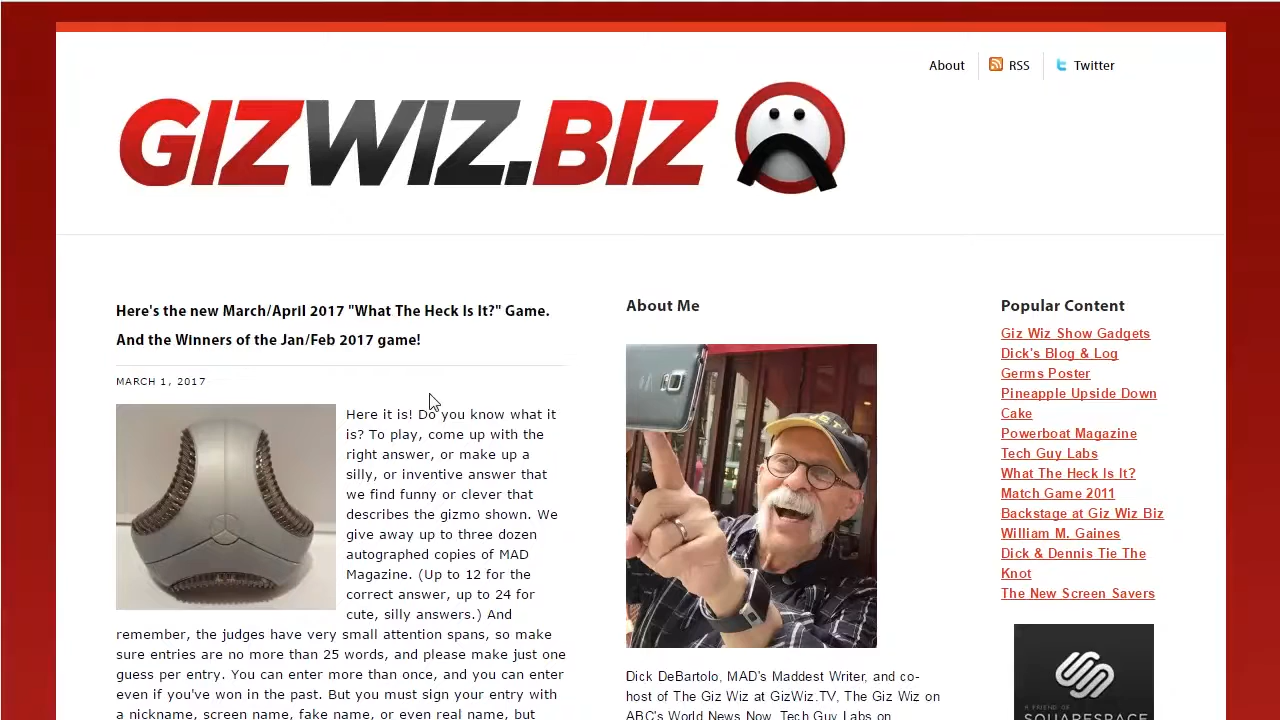 About
RSS
Twitter
GIZWIZ.BIZ
Here's the new March/April 2017 "What The Heck Is It?" Game.
And the Winners of the Jan/Feb 2017 game!
MARCH 1, 2017
Here it is! Do you know what it
is? To play, come up with the
right answer, or make up a
silly, or inventive answer that
we find funny or clever that
describes the gizmo shown. We
give away up to three dozen
autographed copies of MAD
Magazine. (Up to 12 for the
correct answer, up to 24 for
cute, silly answers.) And
remember, the judges have very small attention spans, so make
sure entries are no more than 25 words, and please make just one
guess per entry. You can enter more than once, and you can enter
even if you've won in the past. But you must sign your entry with
a nickname, screen name, fake name, or even real name, but
About Me
Dick DeBartolo, MAD's Maddest Writer, and co-
host of The Giz Wiz at GizWiz.TV, The Giz Wiz on
ABC's World News Now, Tech Guy Labs on
Popular Content
Giz Wiz Show Gadgets
Dick's Blog & Log
Germs Poster
Pineapple Upside Down
Cake
Powerboat Magazine
Tech Guy Labs
What The Heck Is It?
Match Game 2011
Backstage at Giz Wiz Biz
William M. Gaines
Dick & Dennis Tie The
Knot
The New Screen Savers
A FRIEND OF
SQUARESPACE